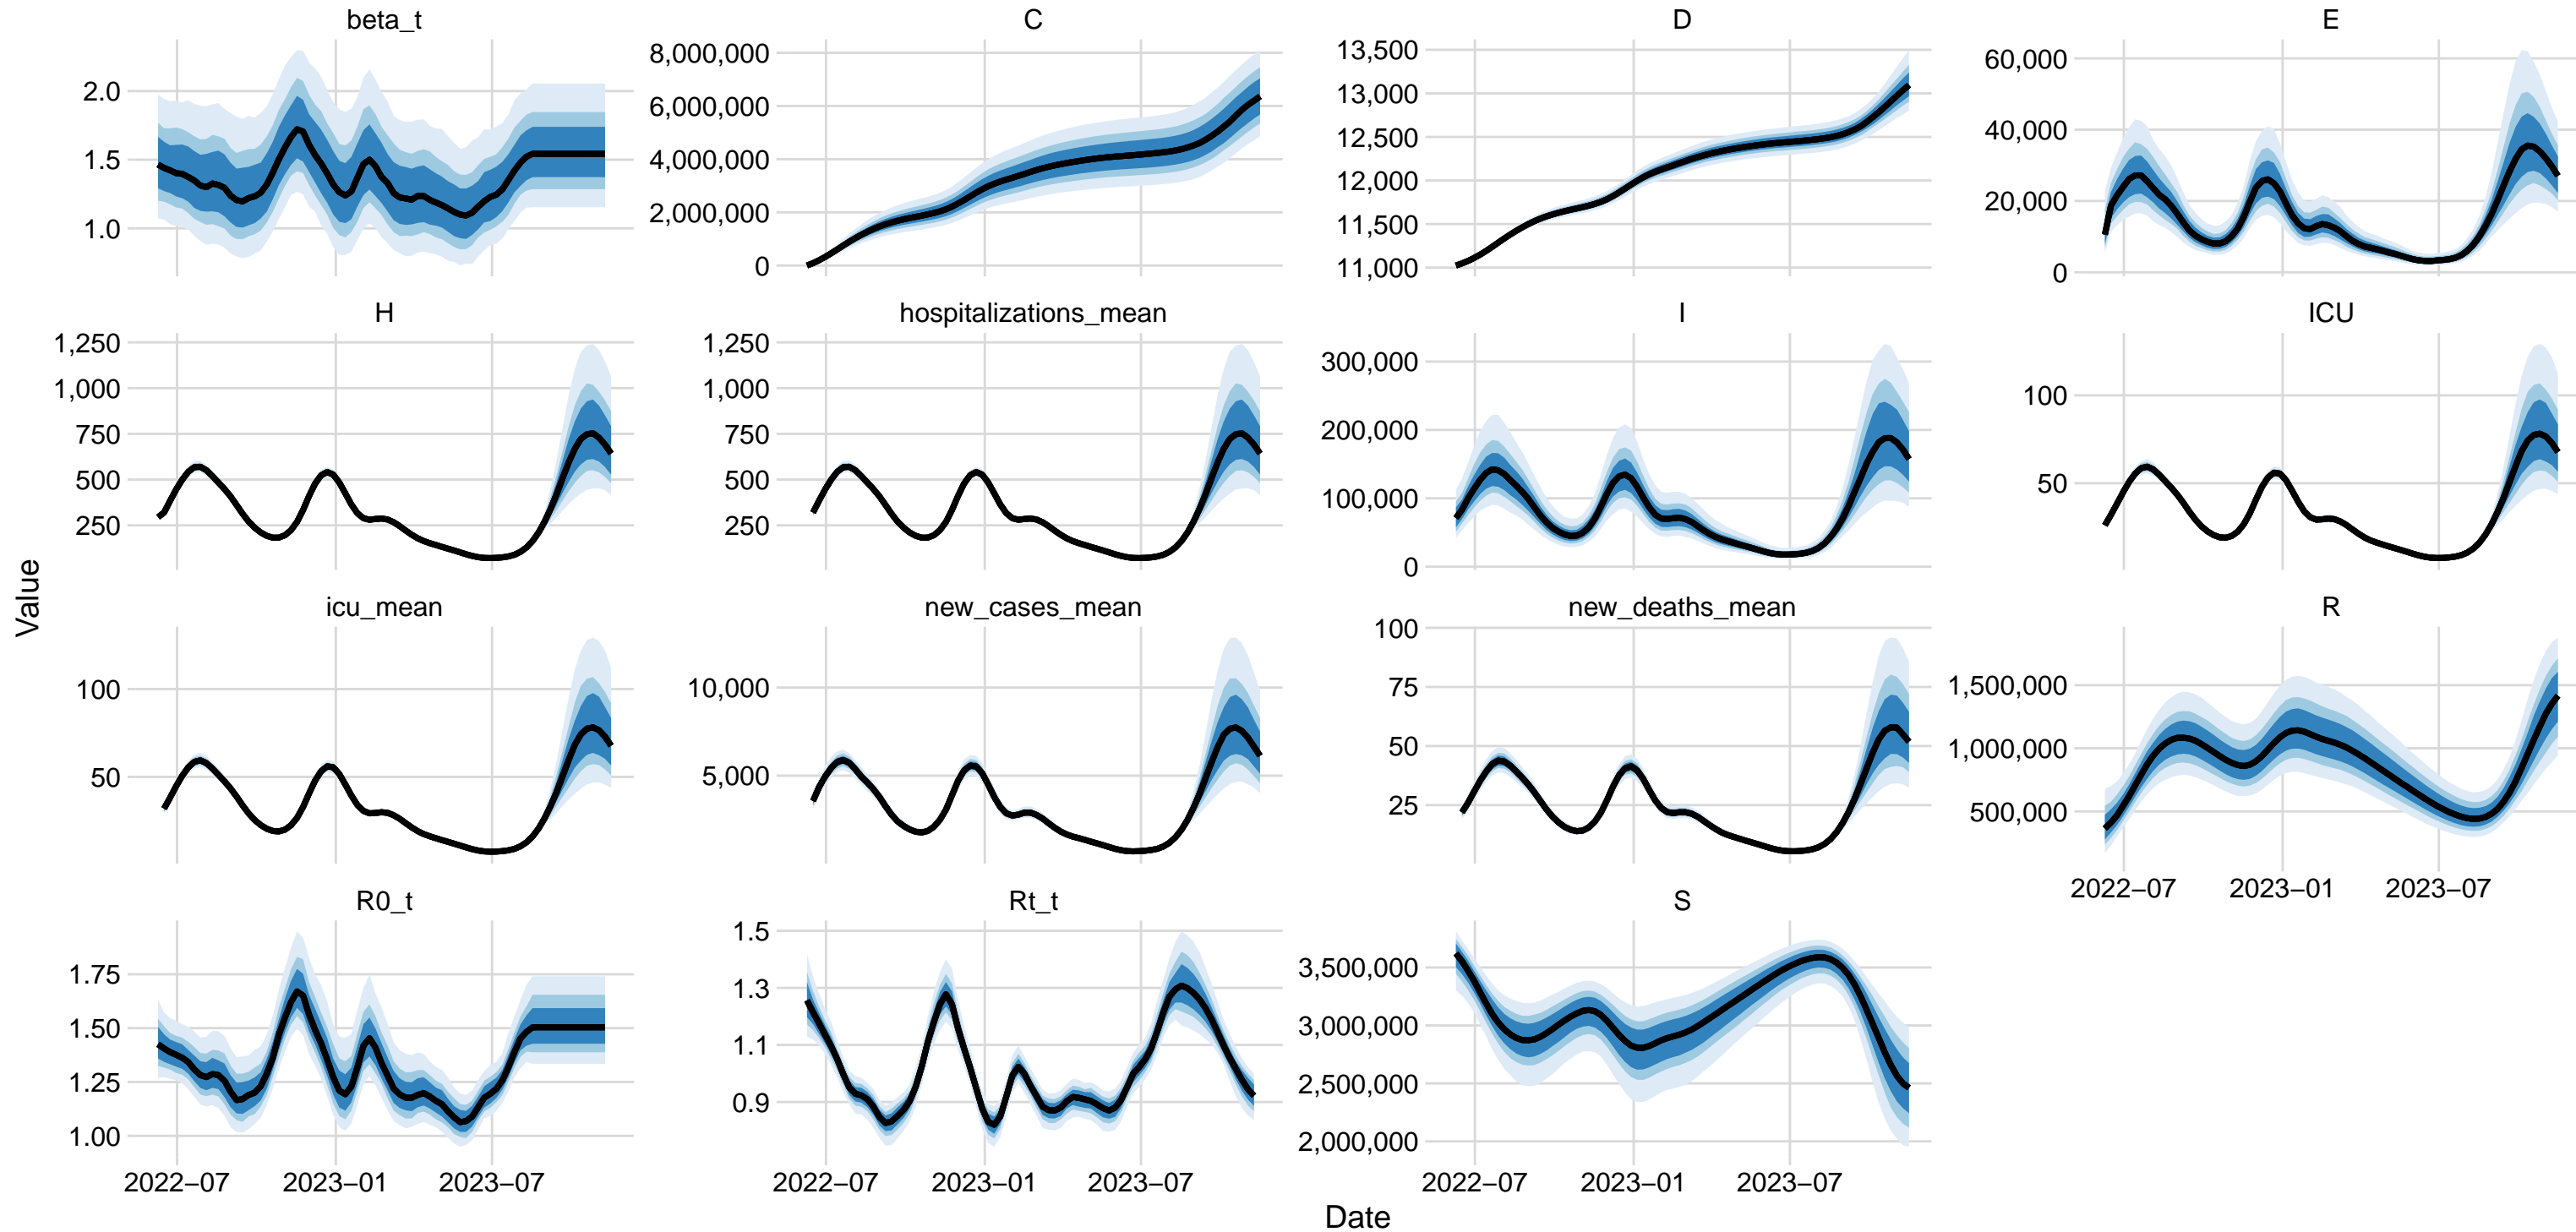 beta_t
C
D
E
2.0
1.5
1.0
8,000,000
6,000,000
4,000,000
2,000,000
0
13,500
13,000
12,500
12,000
11,500
11,000
60,000
40,000
20,000
0
H
hospitalizations_mean
I
ICU
1,250
1,000
750
500
250
1,250
1,000
750
500
250
300,000
200,000
100,000
0
100
50
Value
icu_mean
new_cases_mean
new_deaths_mean
R
100
50
10,000
5,000
100
75
50
25
1,500,000
1,000,000
500,000
2022−07 2023−01 2023−07
R0_t
Rt_t
S
1.75
1.50
1.25
1.00
1.5
1.3
1.1
0.9
3,500,000
3,000,000
2,500,000
2,000,000
2022−07 2023−01 2023−07
2022−07 2023−01 2023−07
2022−07 2023−01 2023−07
Date